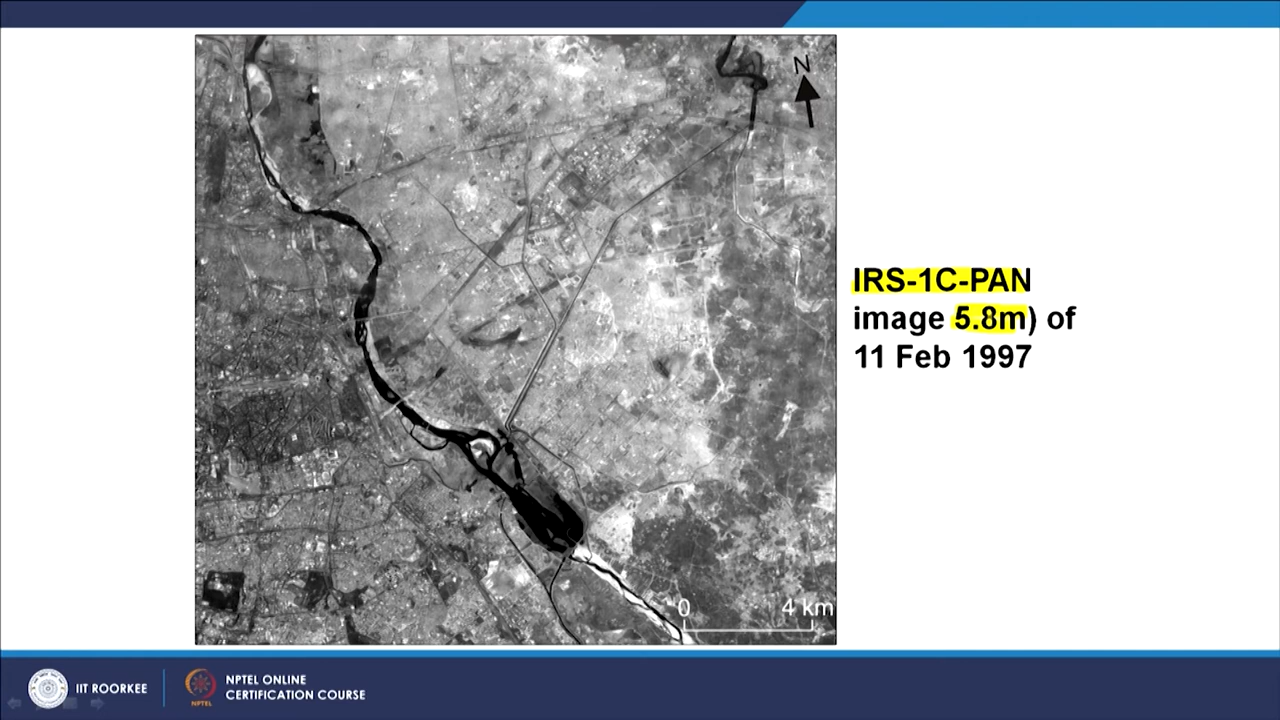 N
IRS-1C-PAN
image 5.8m) of
11 Feb 1997
0 4 km
IIT ROORKEE
NPTEL
NPTEL ONLINE
CERTIFICATION COURSE